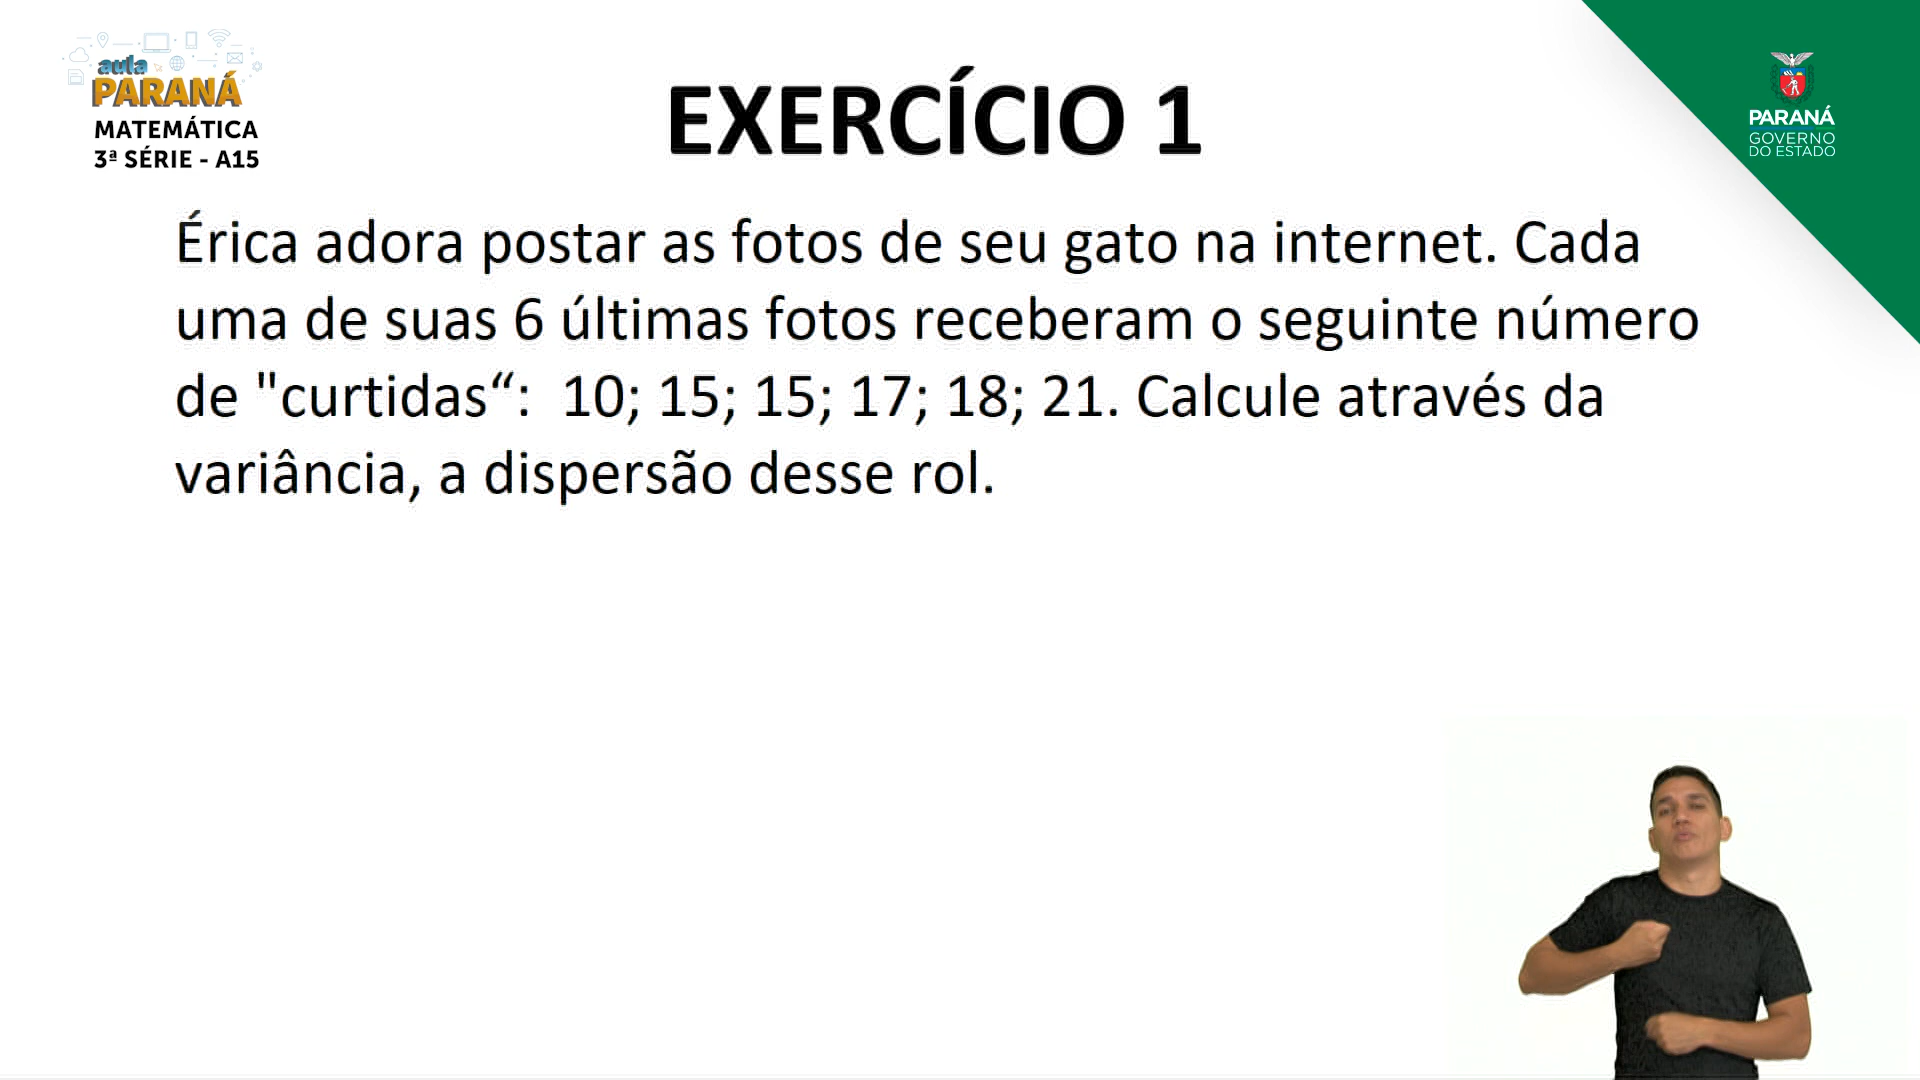 aula
PARANÁ
MATEMÁTICA
3ª SÉRIE - A15
EXERCÍCIO 1
PARANÁ
GOVERNO
DO ESTADO
Érica adora postar as fotos de seu gato na internet. Cada
uma de suas 6 últimas fotos receberam o seguinte número
de "curtidas“:  10; 15; 15; 17; 18; 21. Calcule através da
variância, a dispersão desse rol.